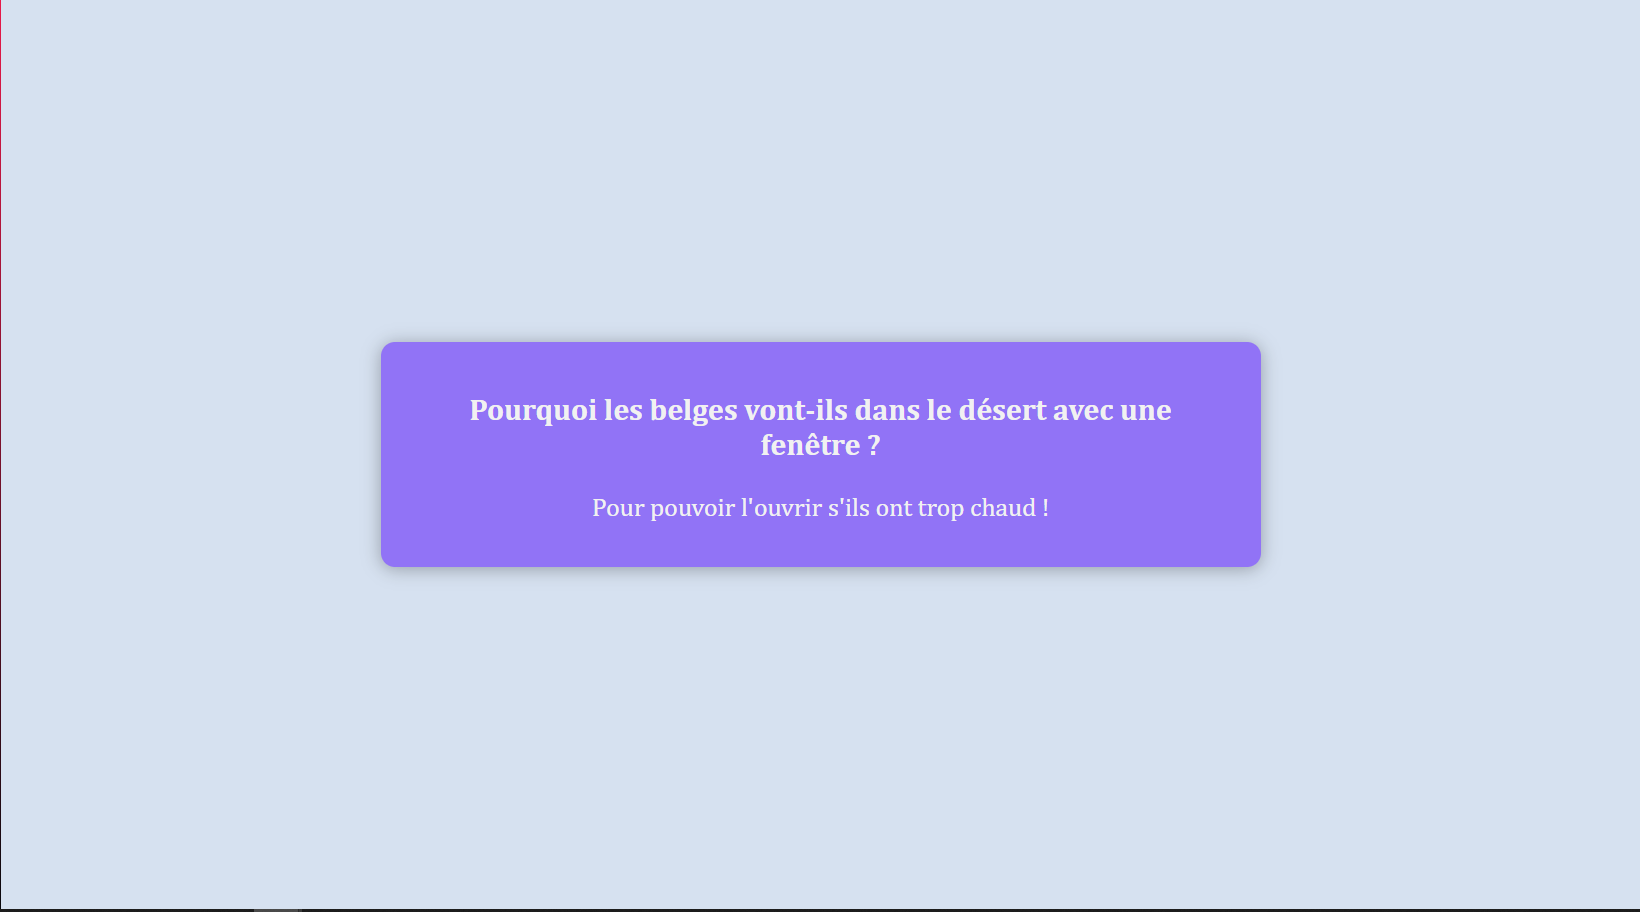 Pourquoi les belges vont-ils dans le désert avec une
fenêtre ?
Pour pouvoir l'ouvrir s'ils ont trop chaud !